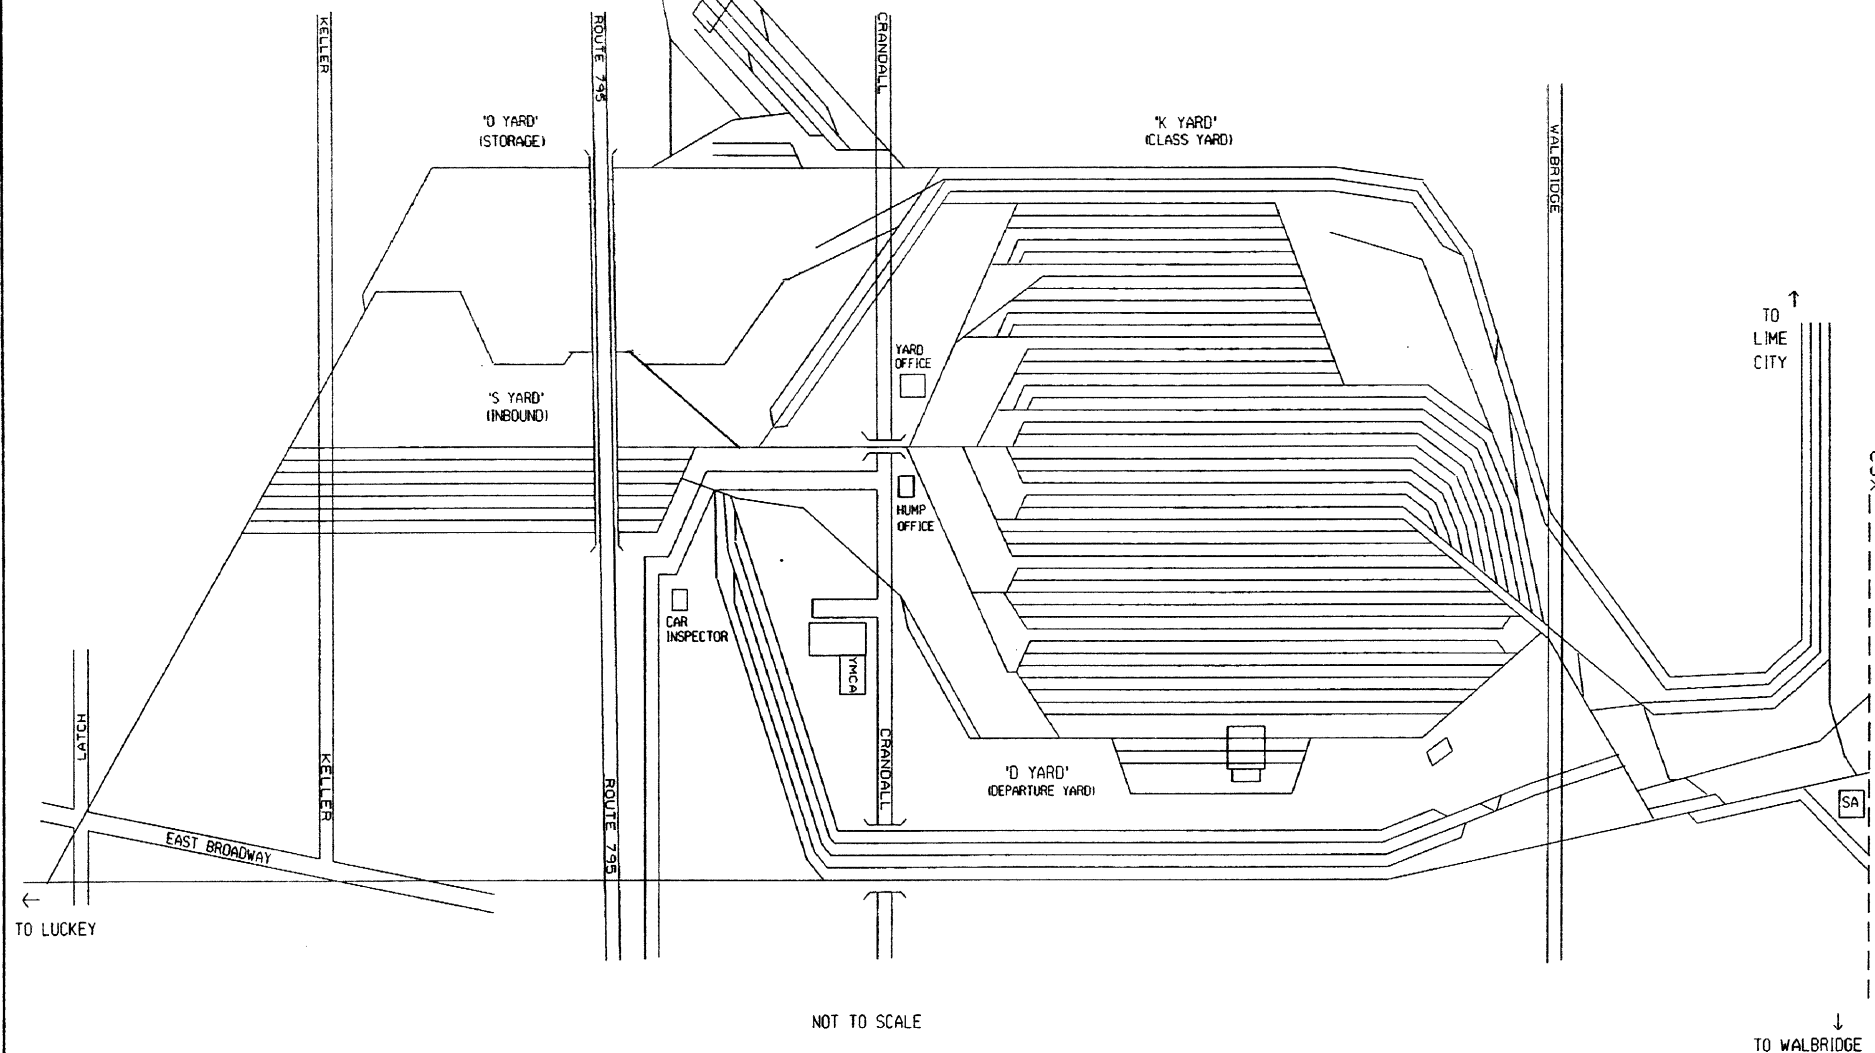 KELLER
ROUTE 795
CRANDALL
'O YARD'
(STORAGE)
'K YARD'
(CLASS YARD)
WALBRIDGE
TO
LIME
CITY
YARD
OFFICE
'S YARD'
(INBOUND)
HUMP
OFFICE
CAR
INSPECTOR
YMCA
LATCH
KELLER
ROUTE 795
CRANDALL
'D YARD'
(DEPARTURE YARD)
SA
EAST BROADWAY
TO LUCKEY
NOT TO SCALE
TO WALBRIDGE